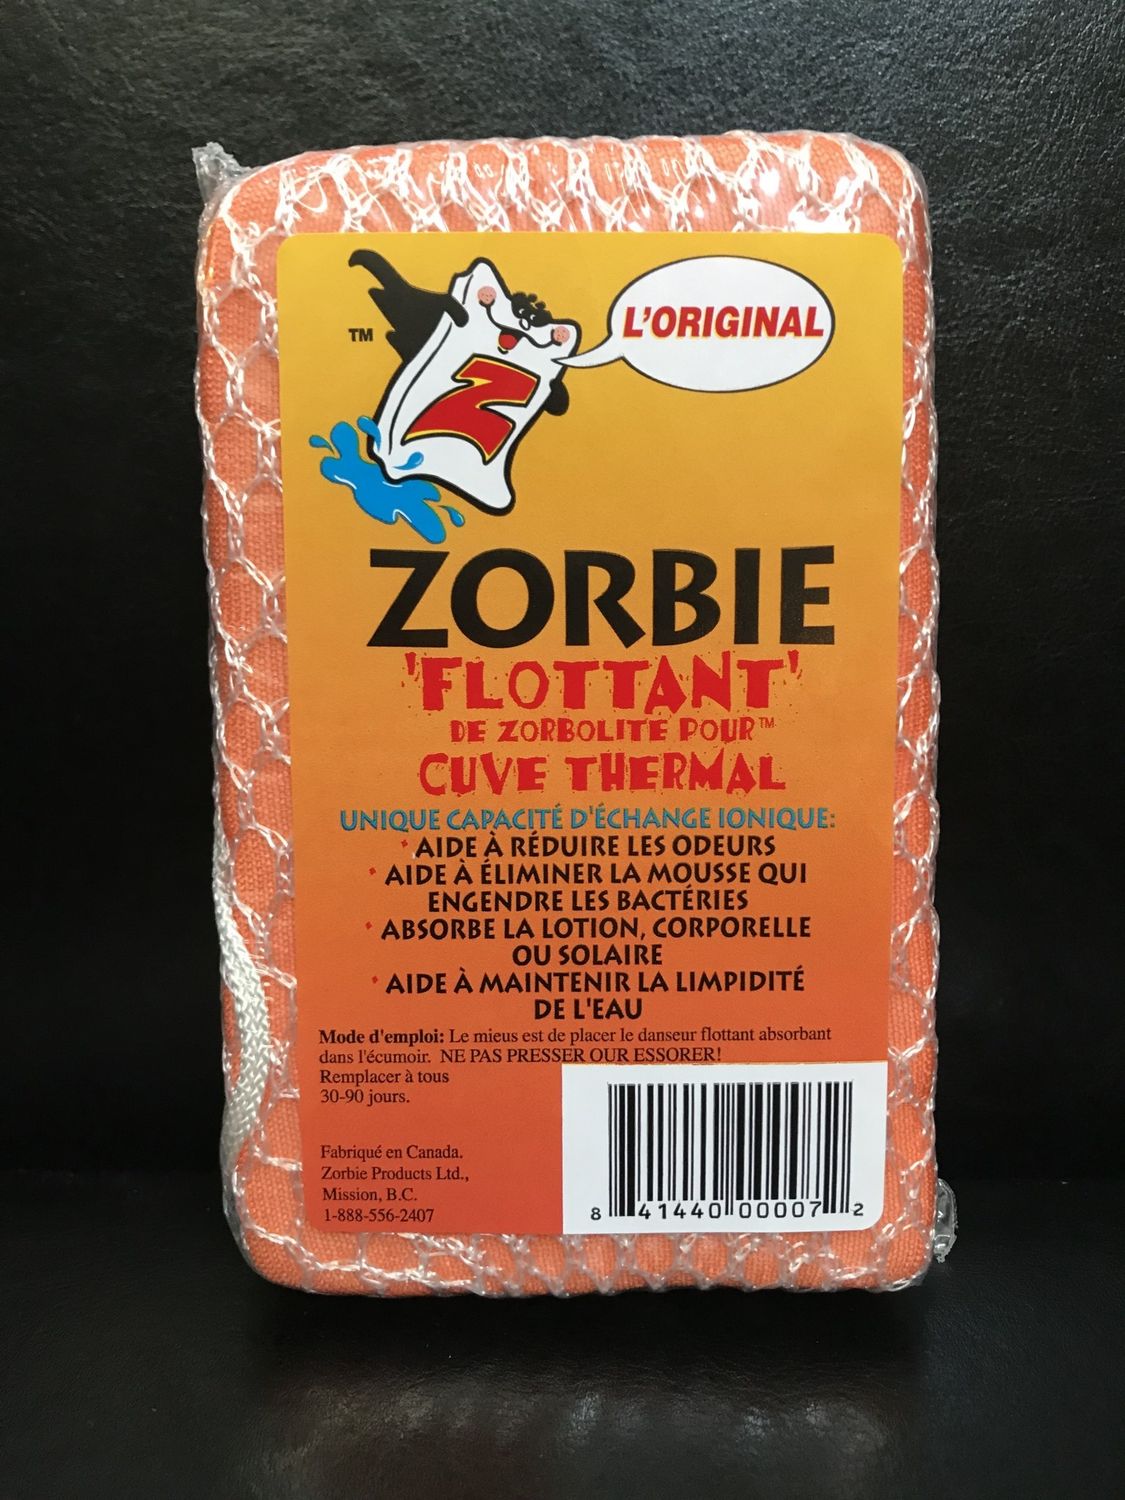 TM
L'ORIGINAL
Z
ZORBIE
'FLOTTANT'
DE ZORBOLITE POUR™
CUVE THERMAL
UNIQUE CAPACITÉ D'ÉCHANGE IONIQUE:
• AIDE À RÉDUIRE LES ODEURS
• AIDE À ÉLIMINER LA MOUSSE QUI
ENGENDRE LES BACTÉRIES
• ABSORBE LA LOTION, CORPORELLE
OU SOLAIRE
• AIDE À MAINTENIR LA LIMPIDITÉ
DE L'EAU
Mode d'emploi: Le mieus est de placer le danseur flottant absorbant
dans l'écumoir. NE PAS PRESSER OUR ESSORER!
Remplacer à tous
30-90 jours.
Fabriqué en Canada.
Zorbie Products Ltd.,
Mission, B.C.
1-888-556-2407
8 41440 00007 2